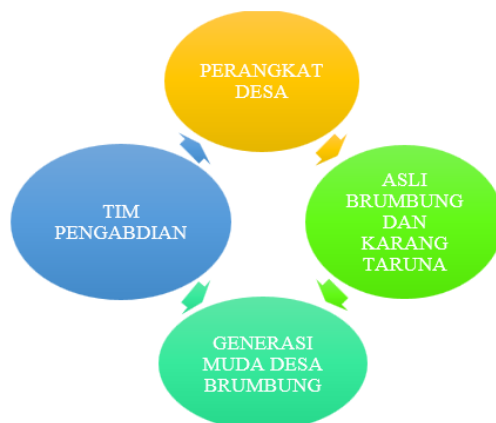 PERANGKAT
DESA
TIM
PENGABDIAN
ASLI
BRUMBUNG
DAN
KARANG
TARUNA
GENERASI
MUDA DESA
BRUMBUNG